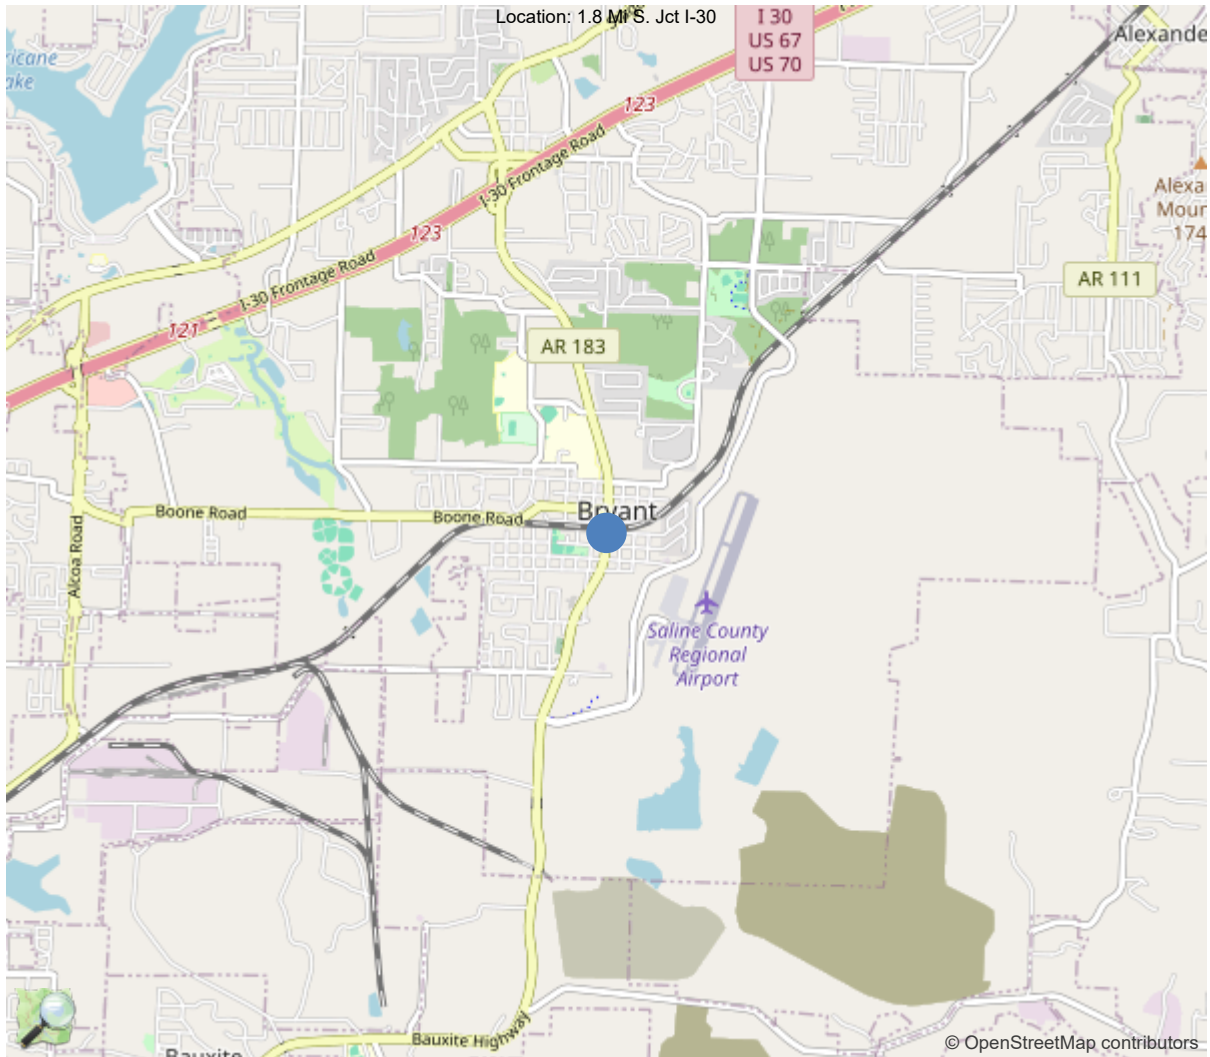 Location: 1.8 MI S. Jct I-30
I 30
US 67
US 70
Alexande
ricane
ake
123
I-30 Frontage Road
Alexa
Moun
174
123
I-30 Frontage Road
AR 111
121
AR 183
Bryant
Boone Road
Boone Road
Alcoa Road
Saline County
Regional
Airport
Bauxite Highway
Bauxite
© OpenStreetMap contributors